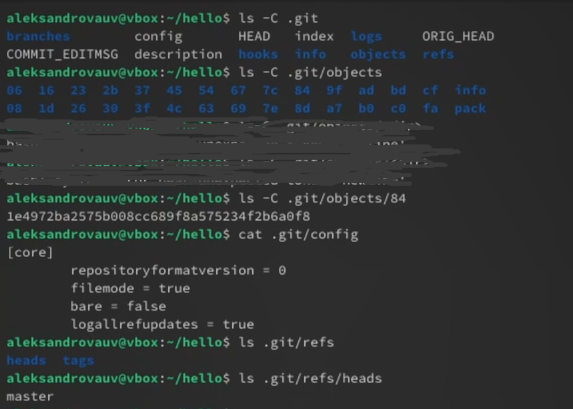 aleksandrovauv@vbox:~/hello$ ls -C .git
branches config HEAD index logs ORIG_HEAD
COMMIT_EDITMSG description hooks info objects refs
aleksandrovauv@vbox:~/hello$ ls -C .git/objects
06 16 23 2b 37 45 54 67 7c 84 9f ad bd cf info
08 1d 26 30 3f 4c 63 69 7e 8d a7 b0 c0 fa pack
aleksandrovauv@vbox:~/hello$ ls -C .git/objects/84
1e4972ba2575b008cc689f8a575234f2b6a0f8
aleksandrovauv@vbox:~/hello$ cat .git/config
[core]
repositoryformatversion = 0
filemode = true
bare = false
logallrefupdates = true
aleksandrovauv@vbox:~/hello$ ls .git/refs
heads tags
aleksandrovauv@vbox:~/hello$ ls .git/refs/heads
master